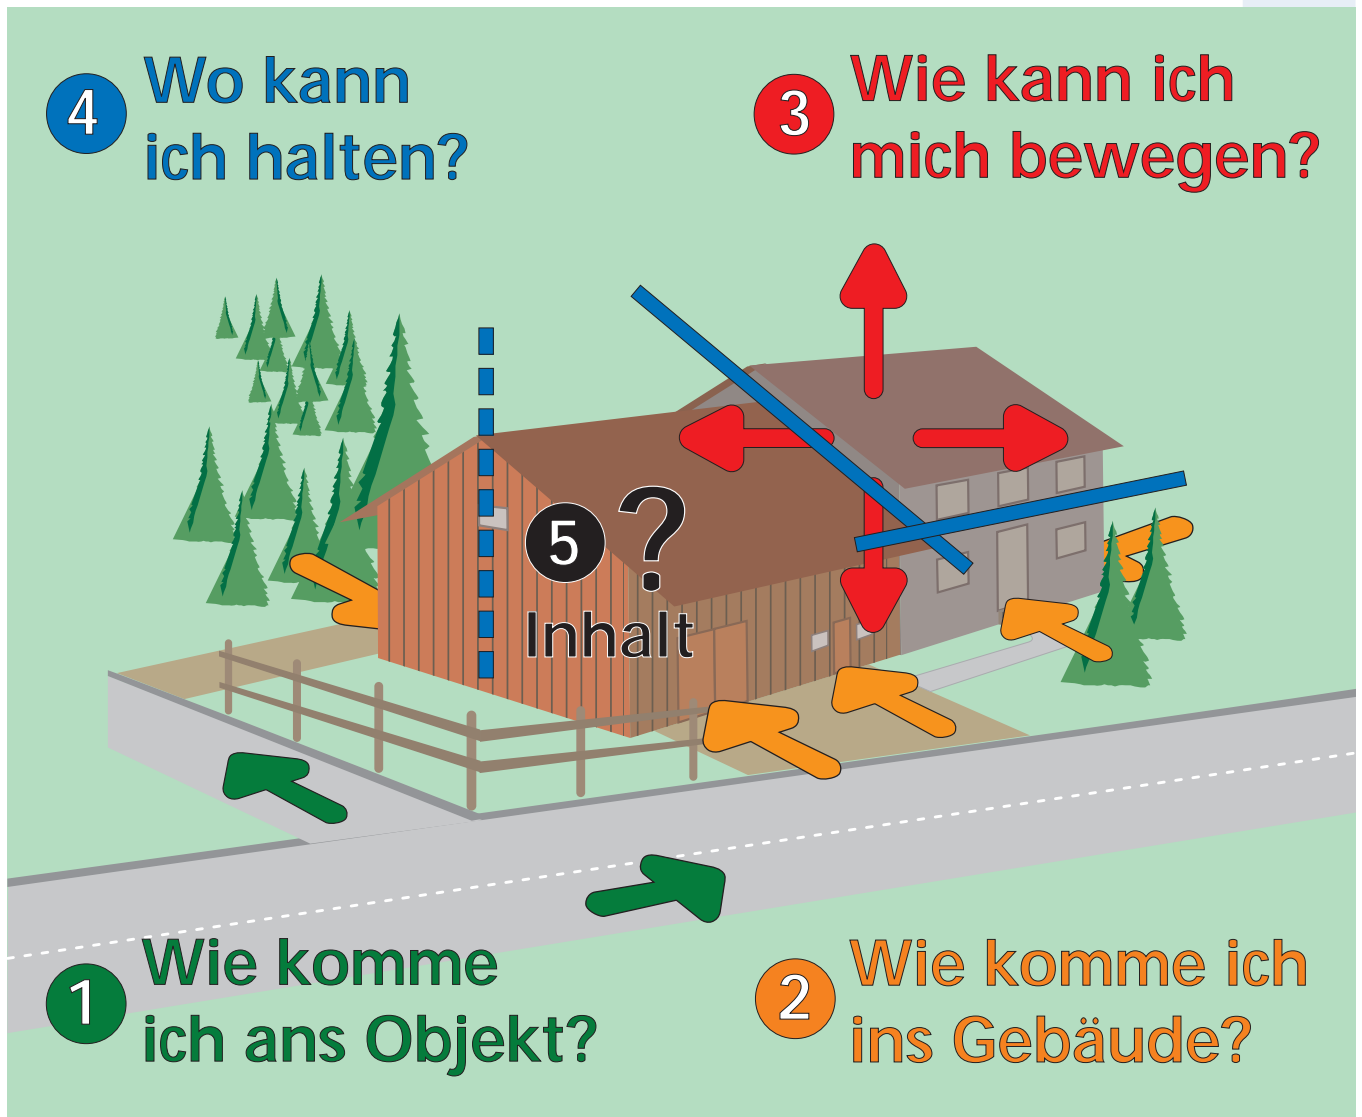 4 Wo kann
ich halten?
3 Wie kann ich
mich bewegen?
5 ?
Inhalt
1 Wie komme
ich ans Objekt?
2 Wie komme ich
ins Gebäude?